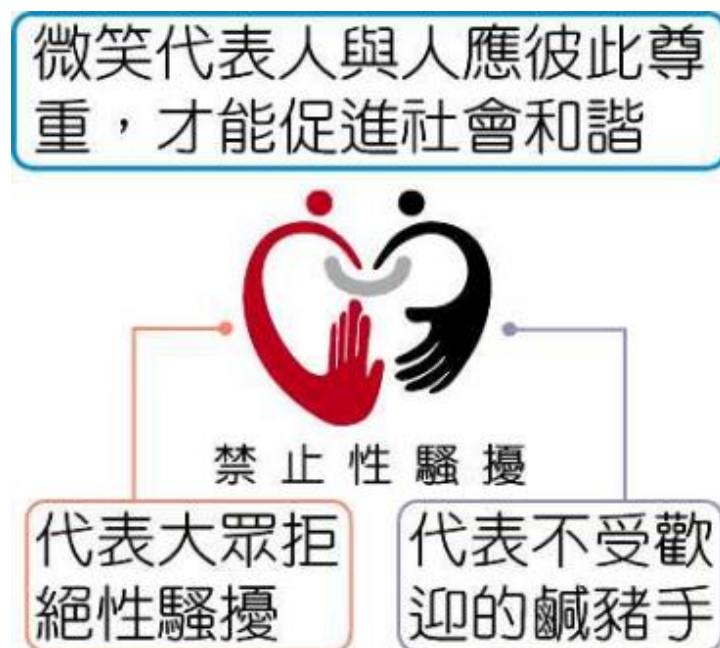 微笑代表人與人應彼此尊
重，才能促進社會和諧
禁止性騷擾
代表大眾拒
絕性騷擾
代表不受歡
迎的鹹豬手